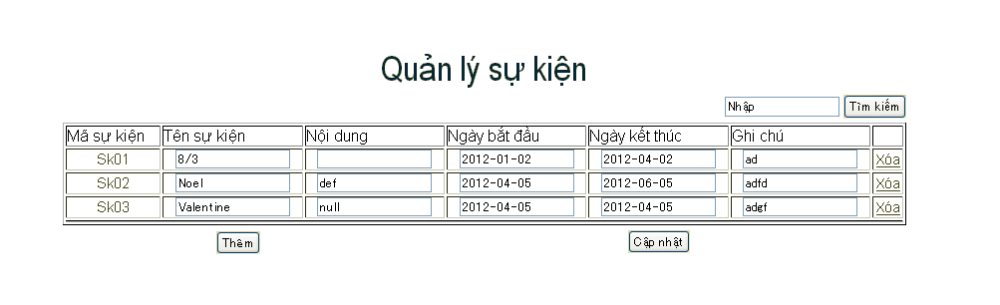 Quản lý sự kiện
Nhập Tìm kiếm
Mã sự kiện Tên sự kiện Nội dung Ngày bắt đầu Ngày kết thúc Ghi chú
Sk01 8/3 2012-01-02 2012-04-02 ad Xóa
Sk02 Noel def 2012-04-05 2012-06-05 adfd Xóa
Sk03 Valentine null 2012-04-05 2012-04-05 adgf Xóa
Thêm Cập nhật